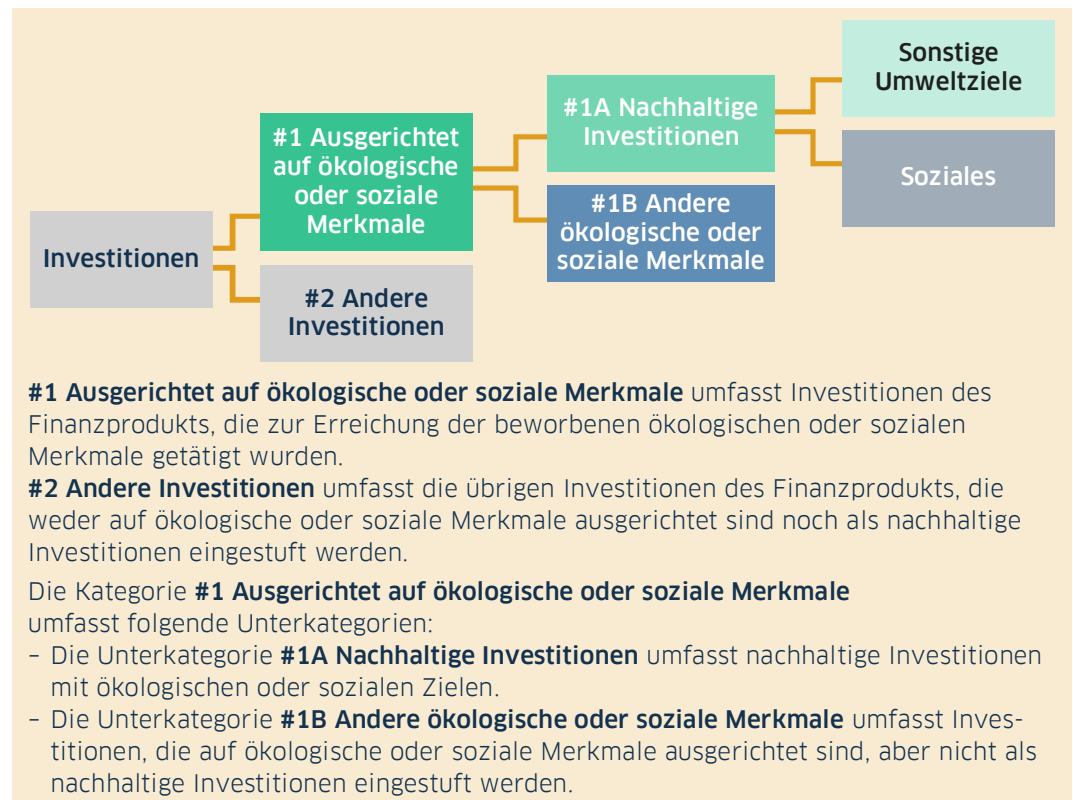 Sonstige
Umweltziele
#1A Nachhaltige
Investitionen
#1 Ausgerichtet
auf ökologische
oder soziale
Merkmale
Soziales
#1B Andere
ökologische oder
soziale Merkmale
Investitionen
#2 Andere
Investitionen
#1 Ausgerichtet auf ökologische oder soziale Merkmale umfasst Investitionen des
Finanzprodukts, die zur Erreichung der beworbenen ökologischen oder sozialen
Merkmale getätigt wurden.
#2 Andere Investitionen umfasst die übrigen Investitionen des Finanzprodukts, die
weder auf ökologische oder soziale Merkmale ausgerichtet sind noch als nachhaltige
Investitionen eingestuft werden.
Die Kategorie #1 Ausgerichtet auf ökologische oder soziale Merkmale
umfasst folgende Unterkategorien:
– Die Unterkategorie #1A Nachhaltige Investitionen umfasst nachhaltige Investitionen
mit ökologischen oder sozialen Zielen.
– Die Unterkategorie #1B Andere ökologische oder soziale Merkmale umfasst Inves-
titionen, die auf ökologische oder soziale Merkmale ausgerichtet sind, aber nicht als
nachhaltige Investitionen eingestuft werden.